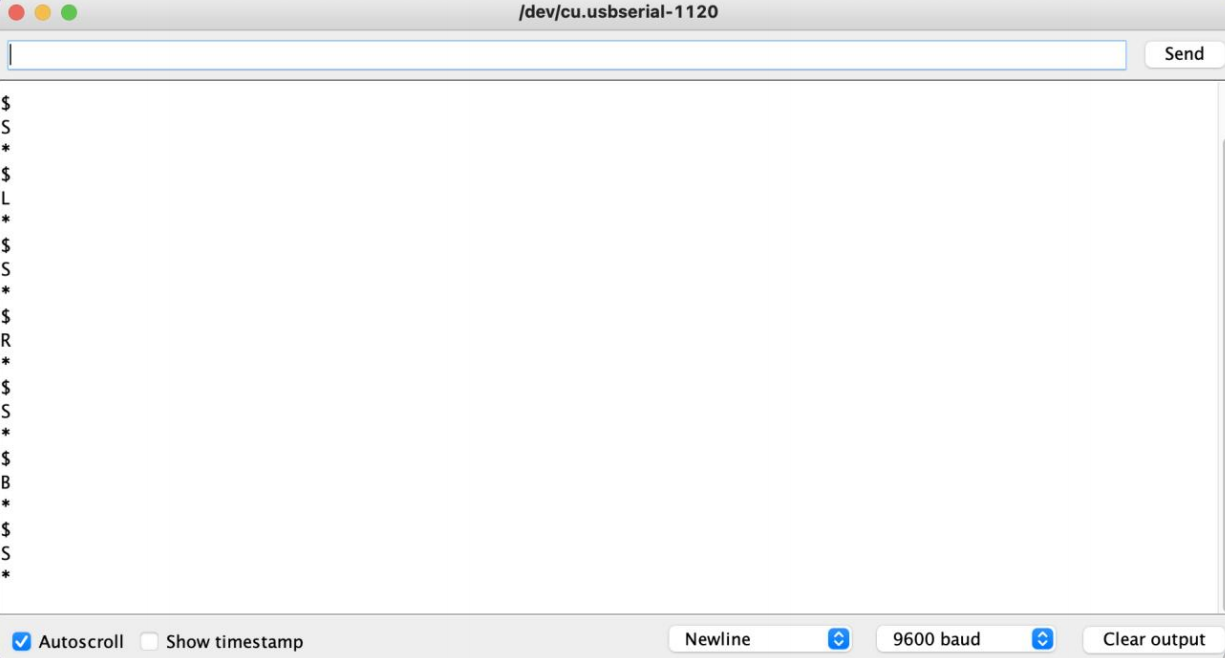 /dev/cu.usbserial-1120
Send
$
S
*
$
L
*
$
S
*
$
R
*
$
S
*
$
B
*
$
S
*
Autoscroll Show timestamp Newline 9600 baud Clear output